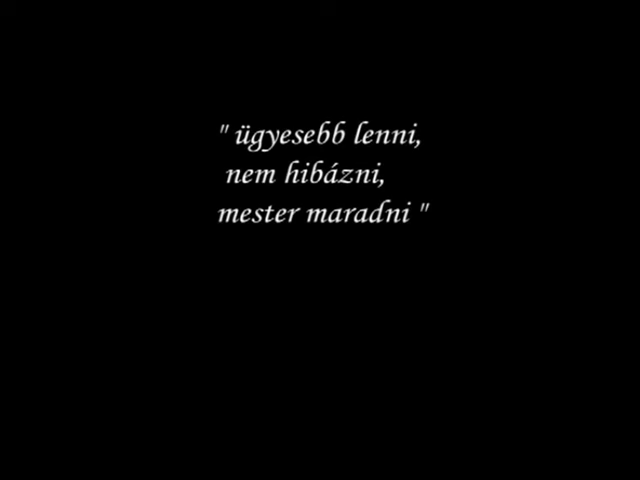 " ügyesebb lenni,
nem hibázni,
mester maradni "